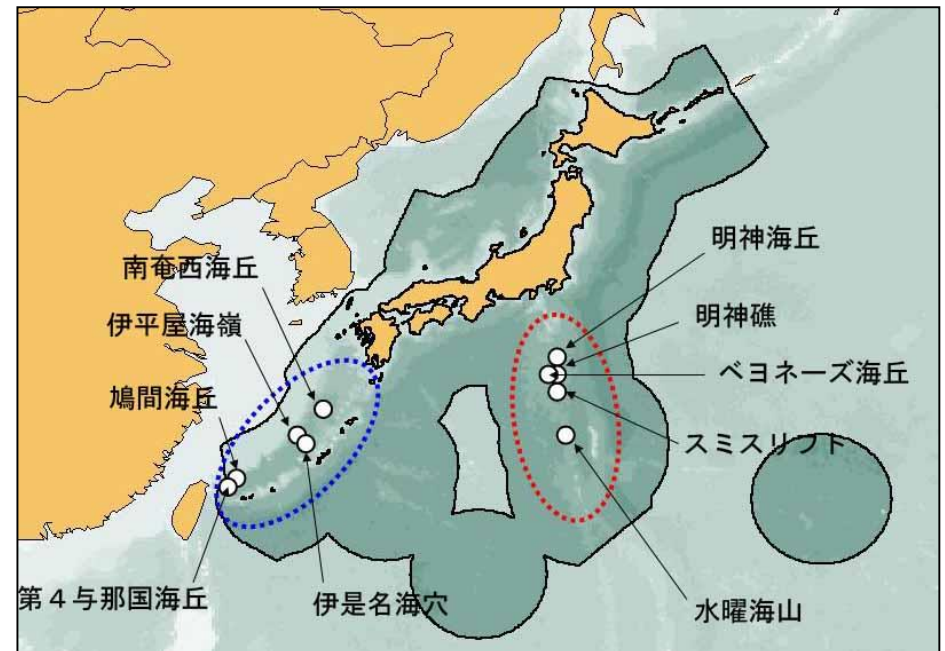 明神海丘
南奄西海丘
明神礁
伊平屋海嶺
ベヨネーズ海丘
鳩間海丘
スミスリフト
第４与那国海丘
伊是名海穴
水曜海山